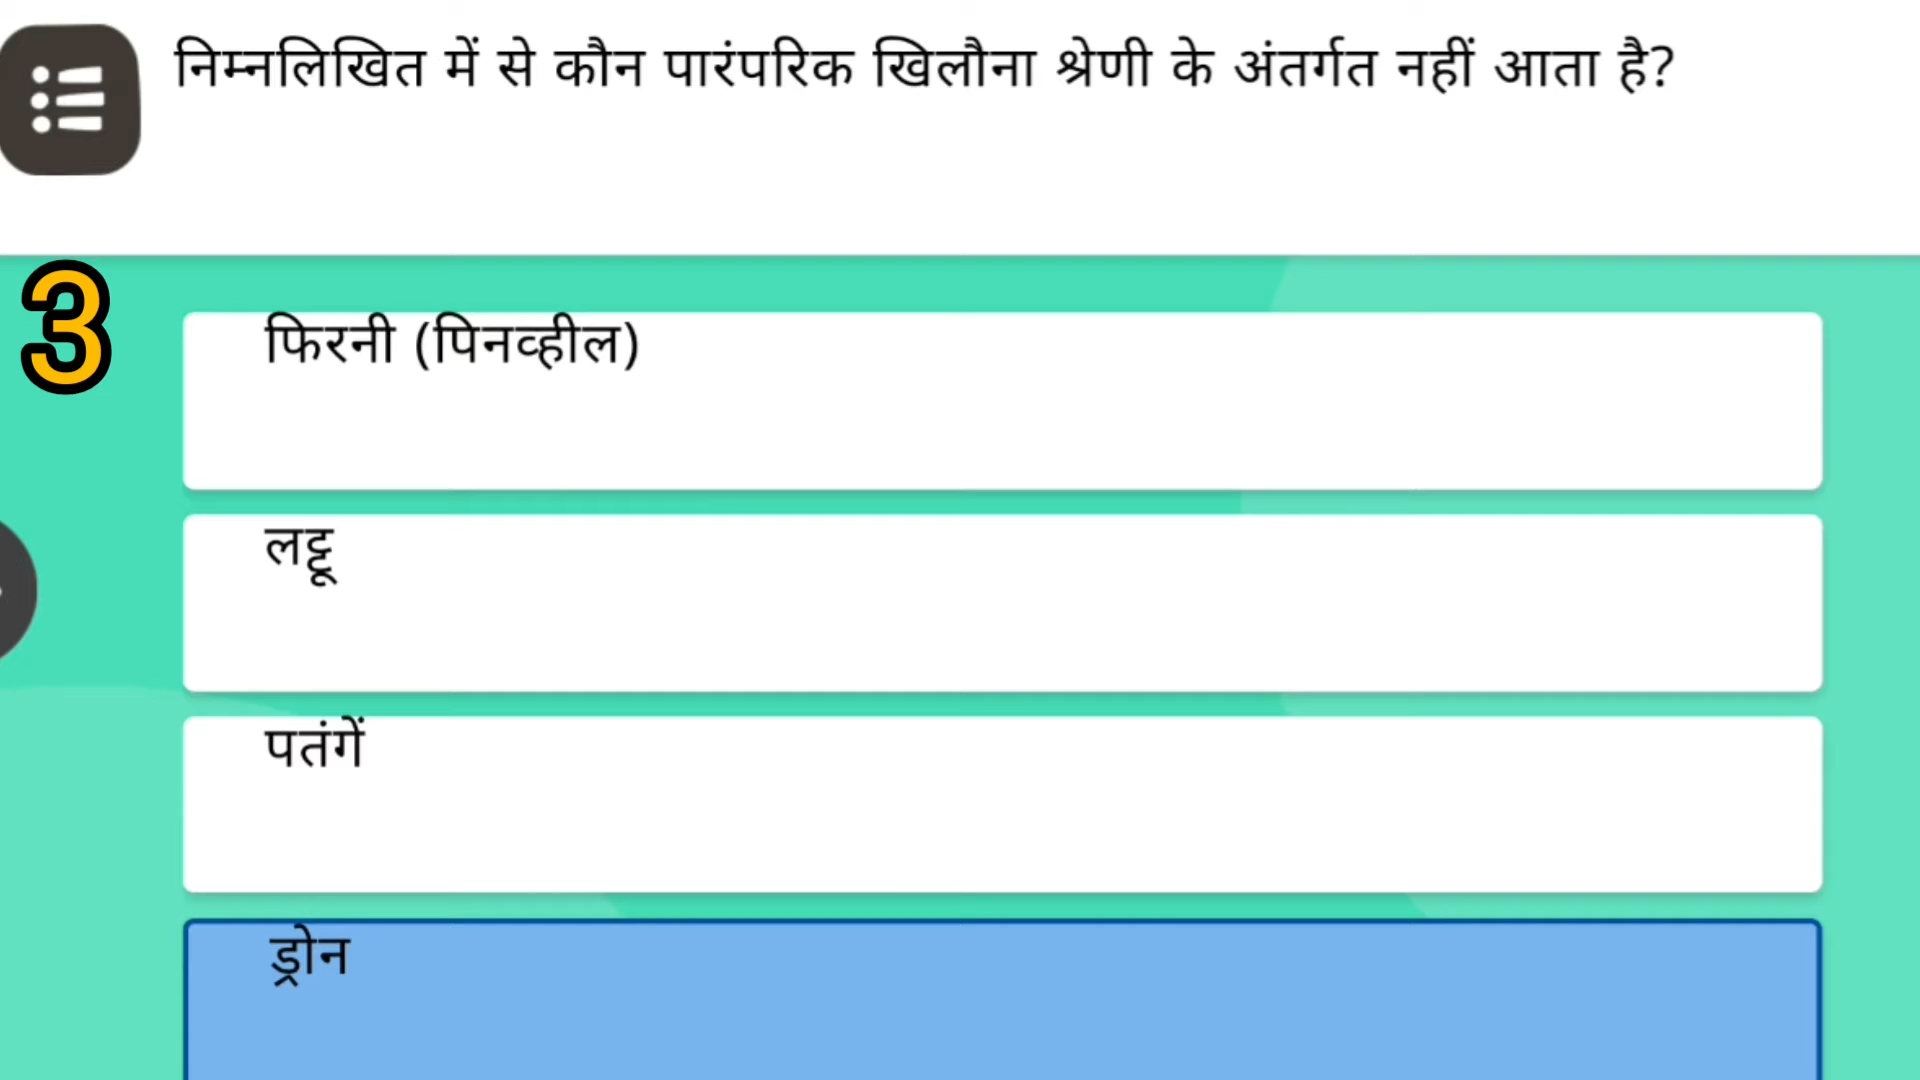 निम्नलिखित में से कौन पारंपरिक खिलौना श्रेणी के अंतर्गत नहीं आता है?
3
फिरनी (पिनव्हील)
लट्टू
पतंगें
ड्रोन